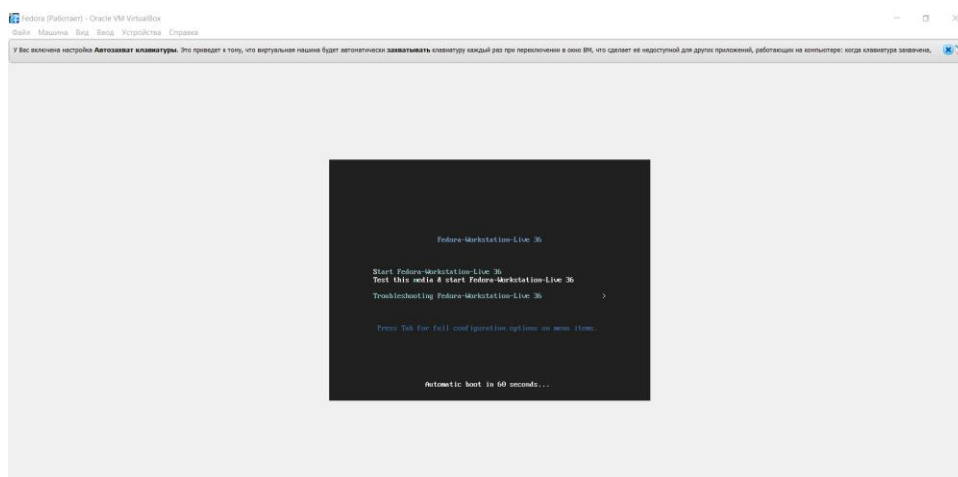 Fedora (Работает) - Oracle VM VirtualBox
Файл Машина Вид Ввод Устройства Справка
У Вас включена настройка Автозахват клавиатуры. Это приведет к тому, что виртуальная машина будет автоматически захватывать клавиатуру каждый раз при переключении в окно ВМ, что сделает её недоступной для других приложений, работающих на компьютере: когда клавиатура захвачена,
Fedora-Workstation-Live 36
Start Fedora-Workstation-Live 36
Test this media & start Fedora-Workstation-Live 36
Troubleshooting Fedora-Workstation-Live 36 >
Press Tab for full configuration options on menu items.
Automatic boot in 60 seconds...